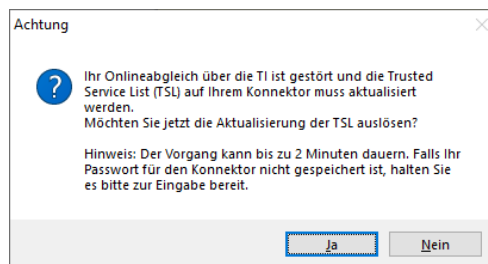 Achtung
Ihr Onlineabgleich über die TI ist gestört und die Trusted
Service List (TSL) auf Ihrem Konnektor muss aktualisiert
werden.
Möchten Sie jetzt die Aktualisierung der TSL auslösen?
Hinweis: Der Vorgang kann bis zu 2 Minuten dauern. Falls Ihr
Passwort für den Konnektor nicht gespeichert ist, halten Sie
es bitte zur Eingabe bereit.
Ja
Nein